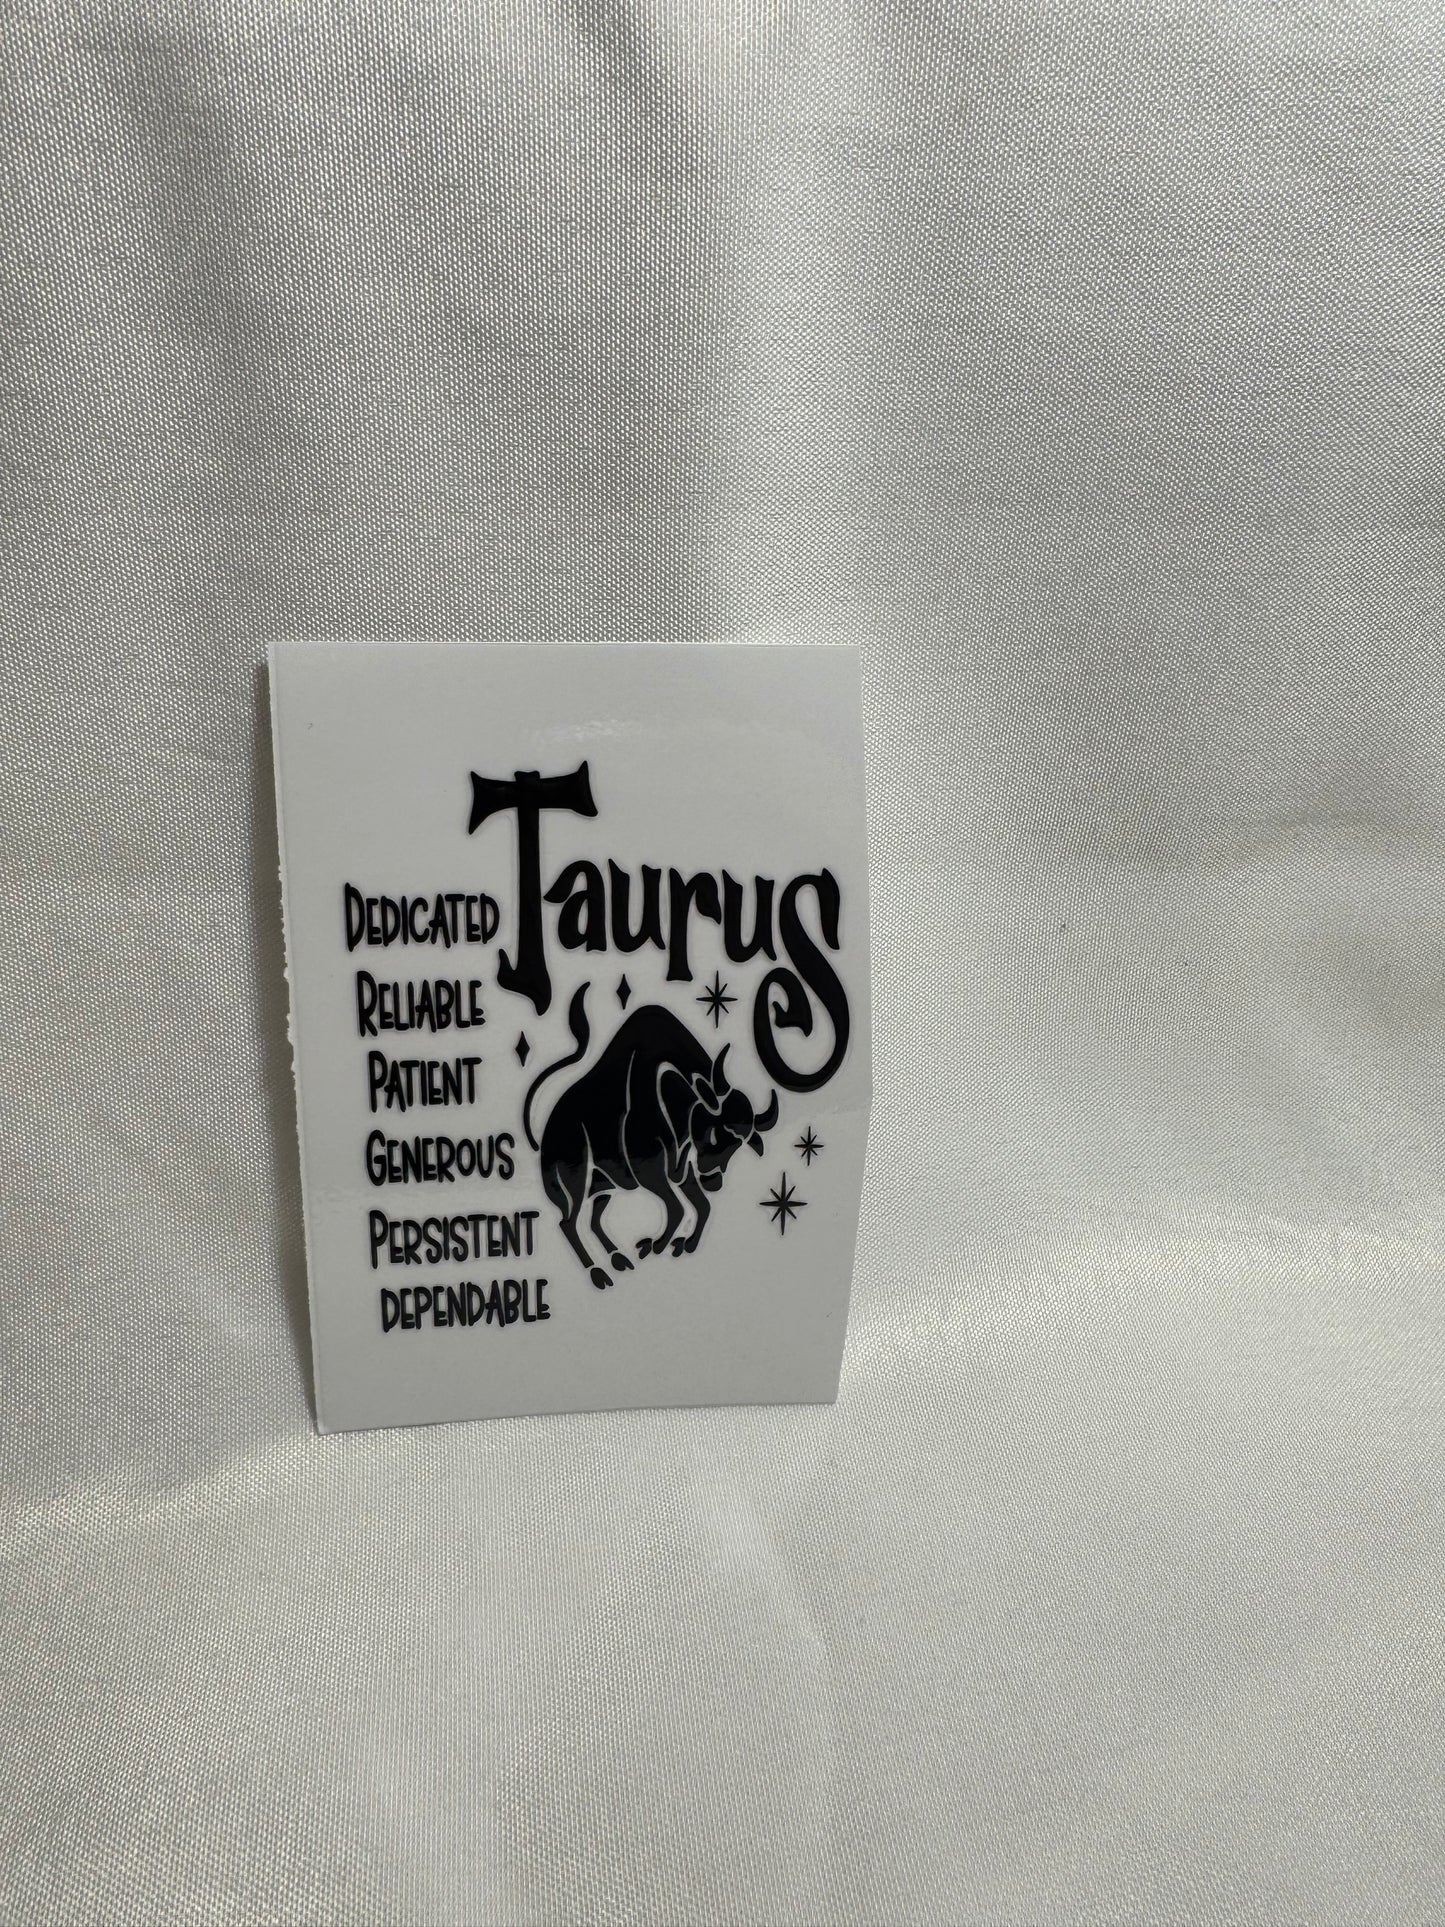 Taurus
DEDICATED
RELIABLE
PATIENT
GENEROUS
PERSISTENT
DEPENDABLE